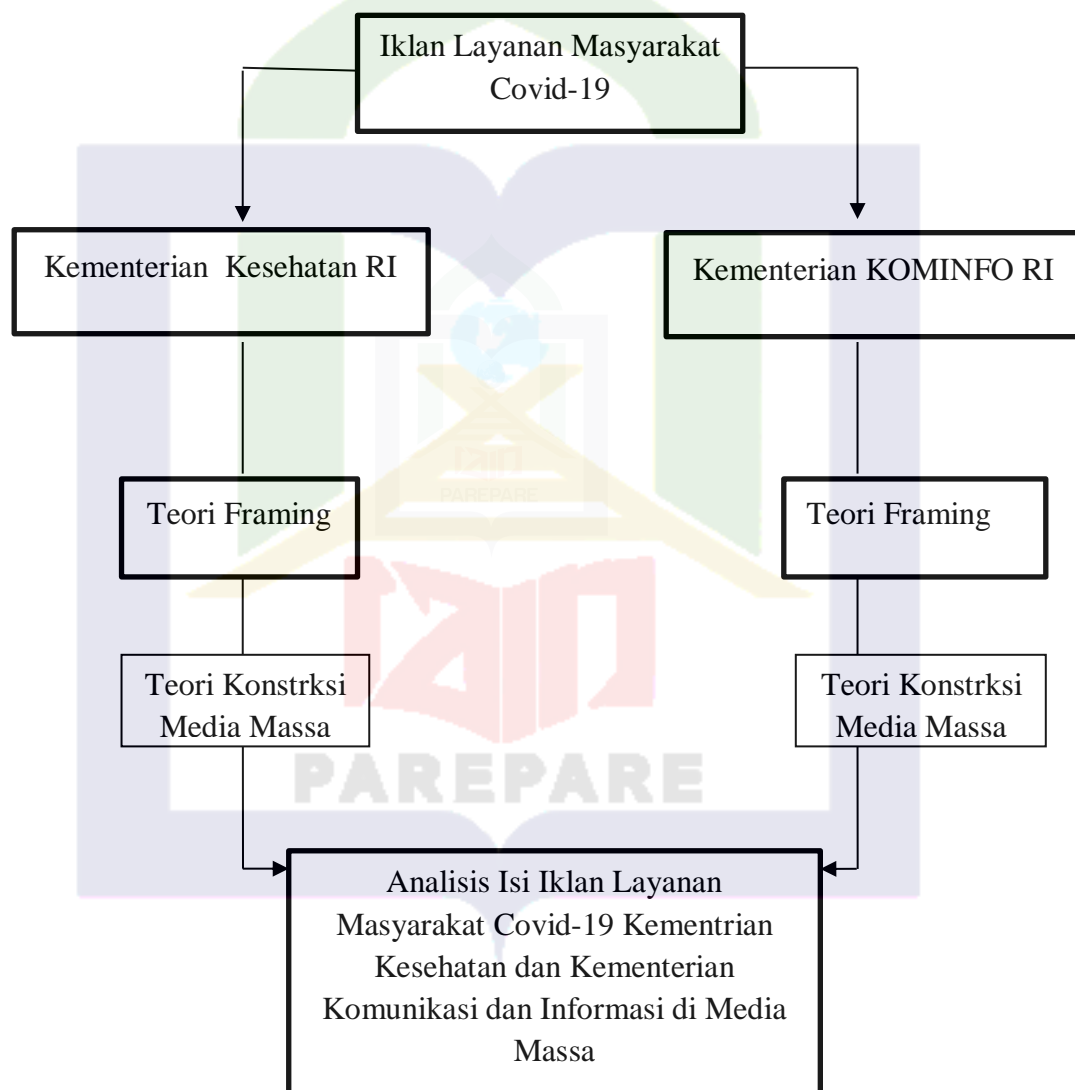 Iklan Layanan Masyarakat
Covid-19
Kementerian Kesehatan RI
Kementerian KOMINFO RI
Teori Framing
Teori Framing
Teori Konstrksi
Media Massa
Teori Konstrksi
Media Massa
iain
PAREPARE
PAREPARE
Analisis Isi Iklan Layanan
Masyarakat Covid-19 Kementrian
Kesehatan dan Kementerian
Komunikasi dan Informasi di Media
Massa